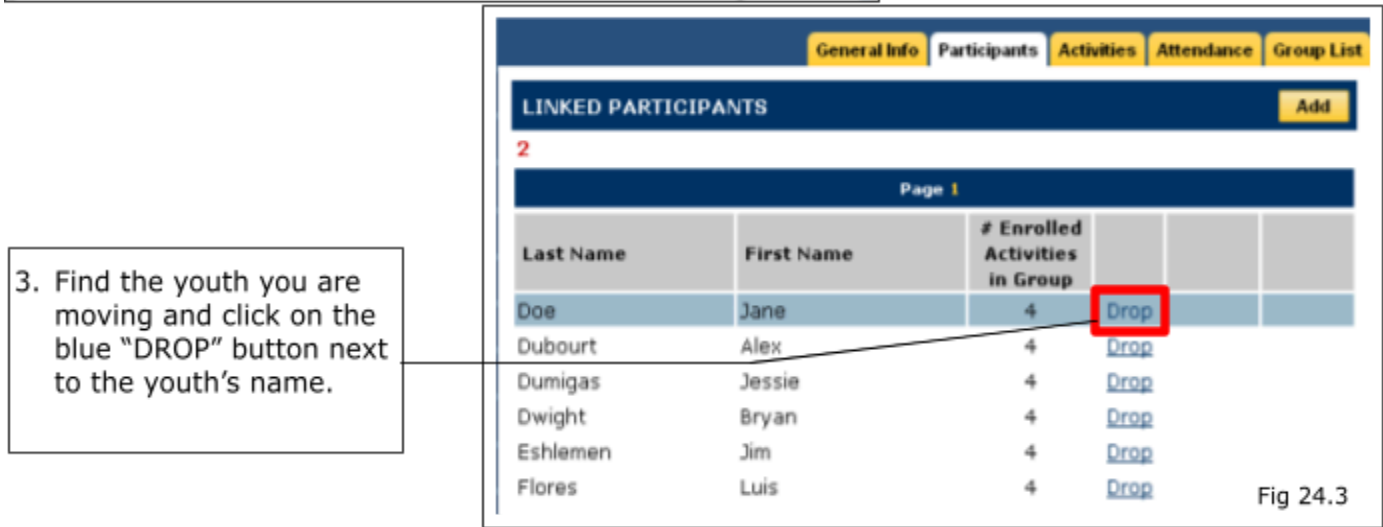 3. Find the youth you are
moving and click on the
blue “DROP” button next
to the youth’s name.
General Info Participants Activities Attendance Group List
LINKED PARTICIPANTS Add
2
Page 1
Last Name First Name # Enrolled
Activities
in Group
Doe Jane 4 Drop
Dubourt Alex 4 Drop
Dumigas Jessie 4 Drop
Dwight Bryan 4 Drop
Eshlemen Jim 4 Drop
Flores Luis 4 Drop
Fig 24.3